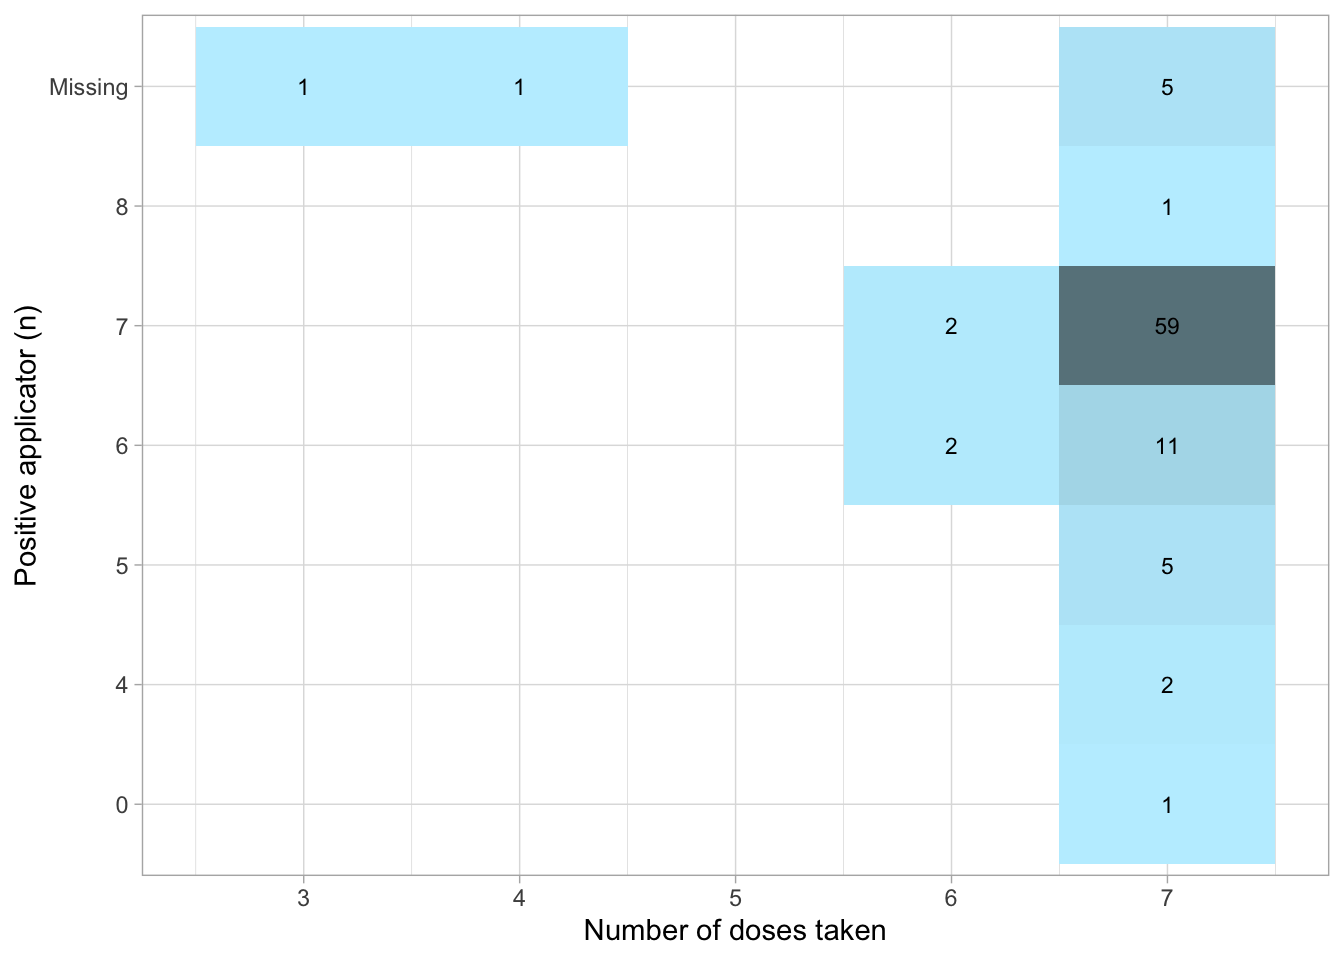 Missing 1 1 5
8 1
7 2 59
6 2 11
5 5
4 2
0 1
3 4 5 6 7
Number of doses taken
Positive applicator (n)